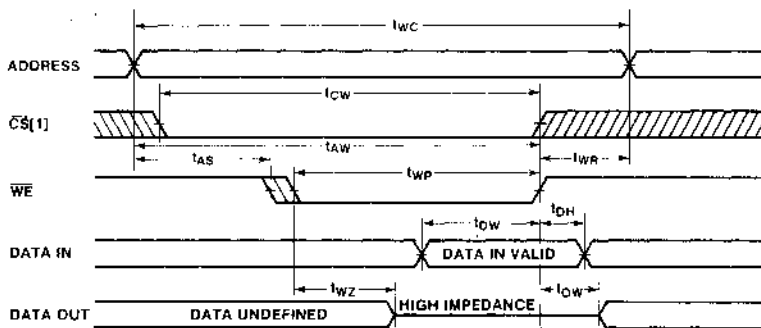 tWC
ADDRESS
tCW
CS[1]
tAW
tAS
tWR
tWP
WE
tDH
tDW
DATA IN
DATA IN VALID
tWZ
HIGH IMPEDANCE
tOW
DATA OUT
DATA UNDEFINED